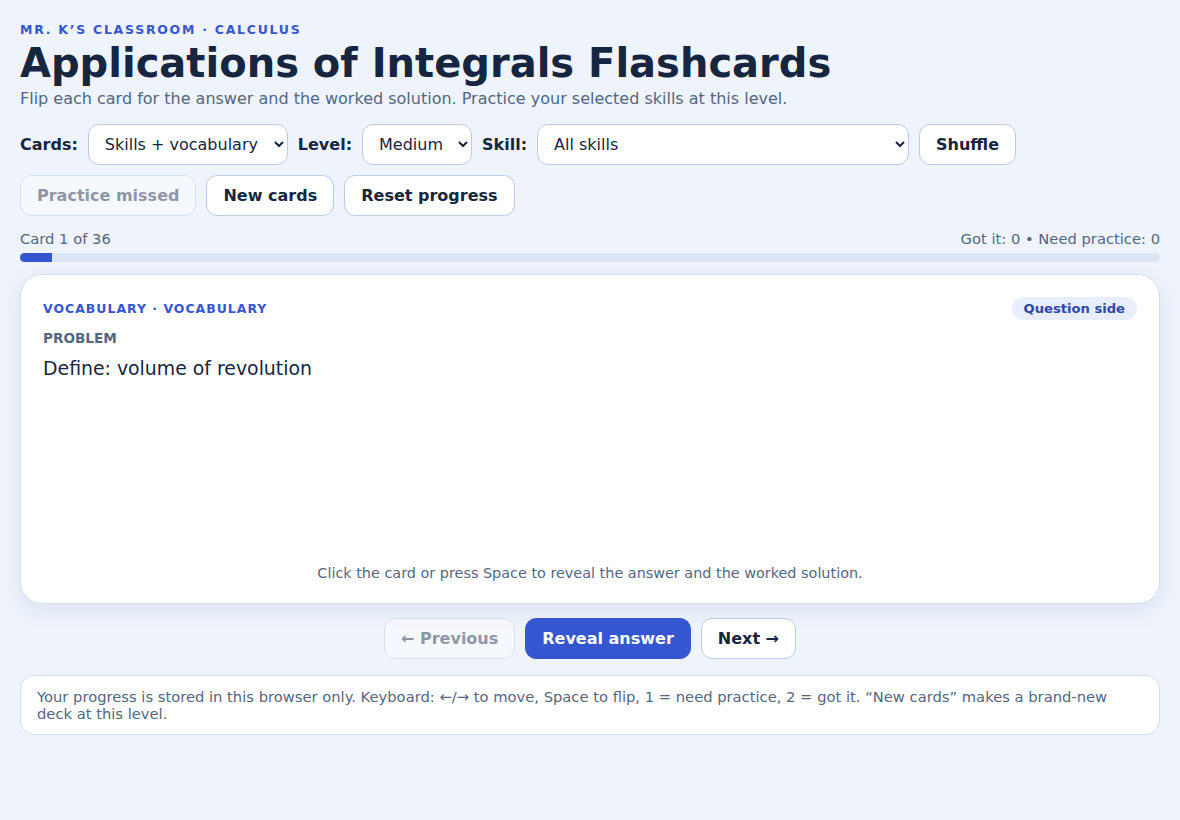 MR. K’S CLASSROOM · CALCULUS
Applications of Integrals Flashcards
Flip each card for the answer and the worked solution. Practice your selected skills at this level.
Cards: Skills + vocabulary Level: Medium Skill: All skills Shuffle
Practice missed New cards Reset progress
Card 1 of 36 Got it: 0 • Need practice: 0
VOCABULARY · VOCABULARY Question side
PROBLEM
Define: volume of revolution
Click the card or press Space to reveal the answer and the worked solution.
← Previous Reveal answer Next →
Your progress is stored in this browser only. Keyboard: ←/→ to move, Space to flip, 1 = need practice, 2 = got it. “New cards” makes a brand-new
deck at this level.